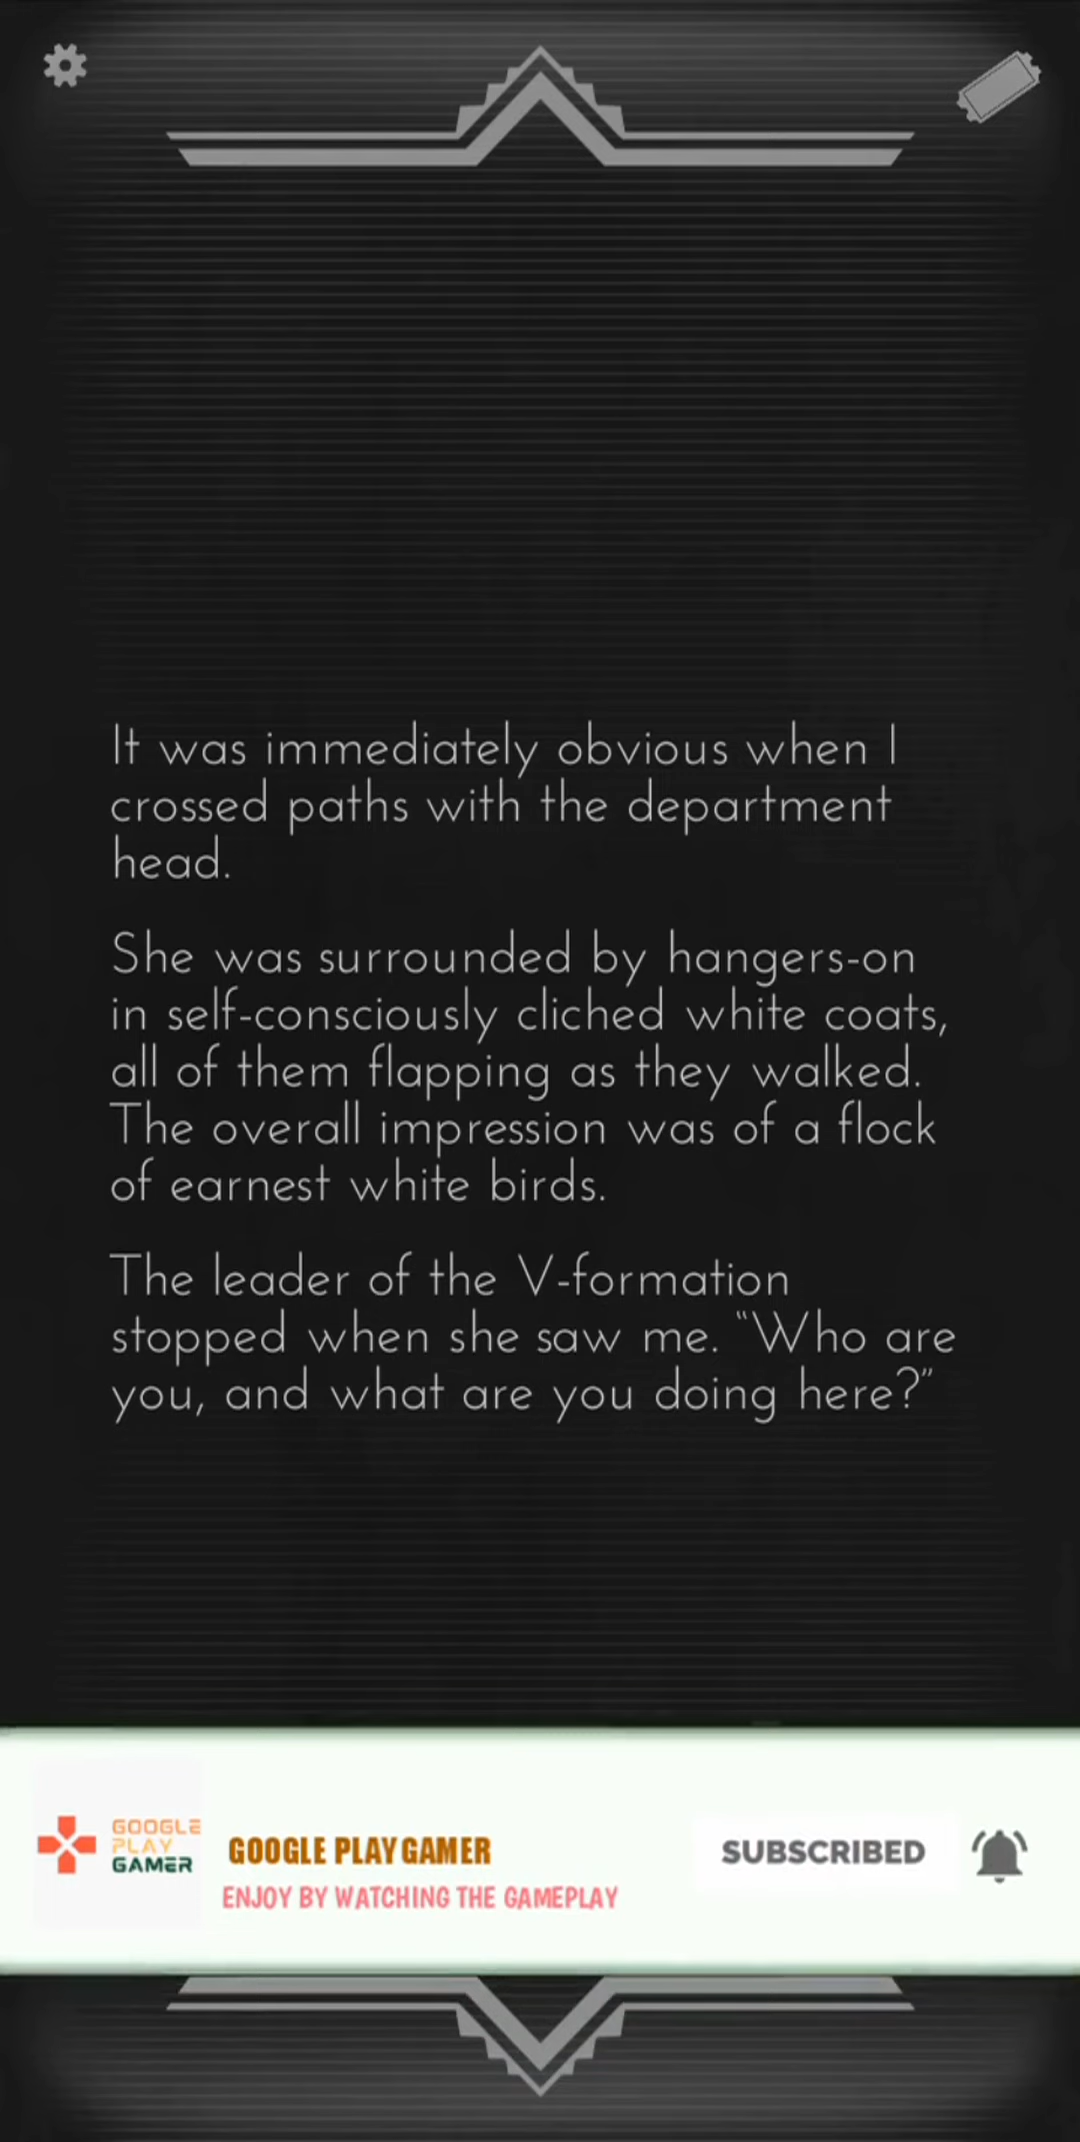 It was immediately obvious when I
crossed paths with the department
head.
She was surrounded by hangers-on
in self-consciously cliched white coats,
all of them flapping as they walked.
The overall impression was of a flock
of earnest white birds.
The leader of the V-formation
stopped when she saw me. “Who are
you, and what are you doing here?”
GOOGLE
PLAY
GAMER
GOOGLE PLAY GAMER
ENJOY BY WATCHING THE GAMEPLAY
SUBSCRIBED